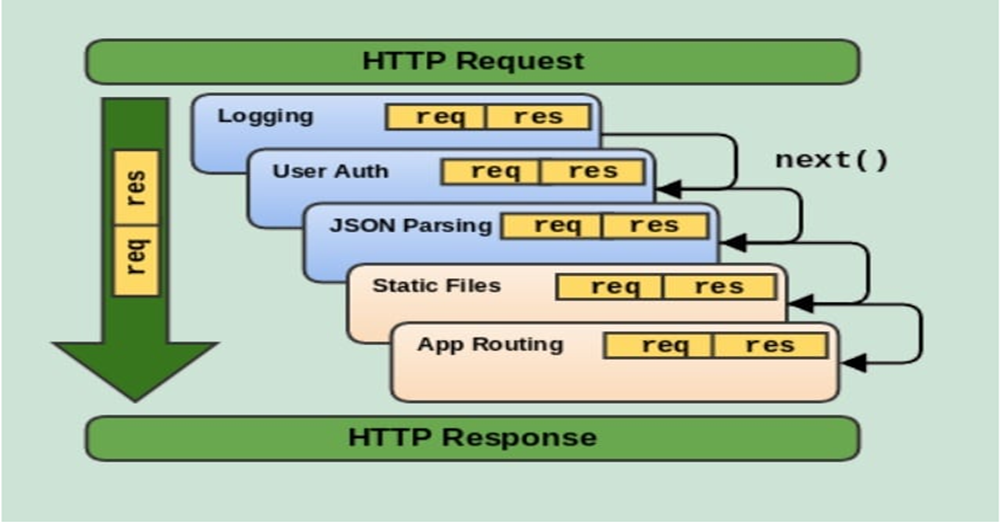 HTTP Request
Logging req res
next()
User Auth req res
req res
JSON Parsing req res
Static Files req res
App Routing req res
HTTP Response